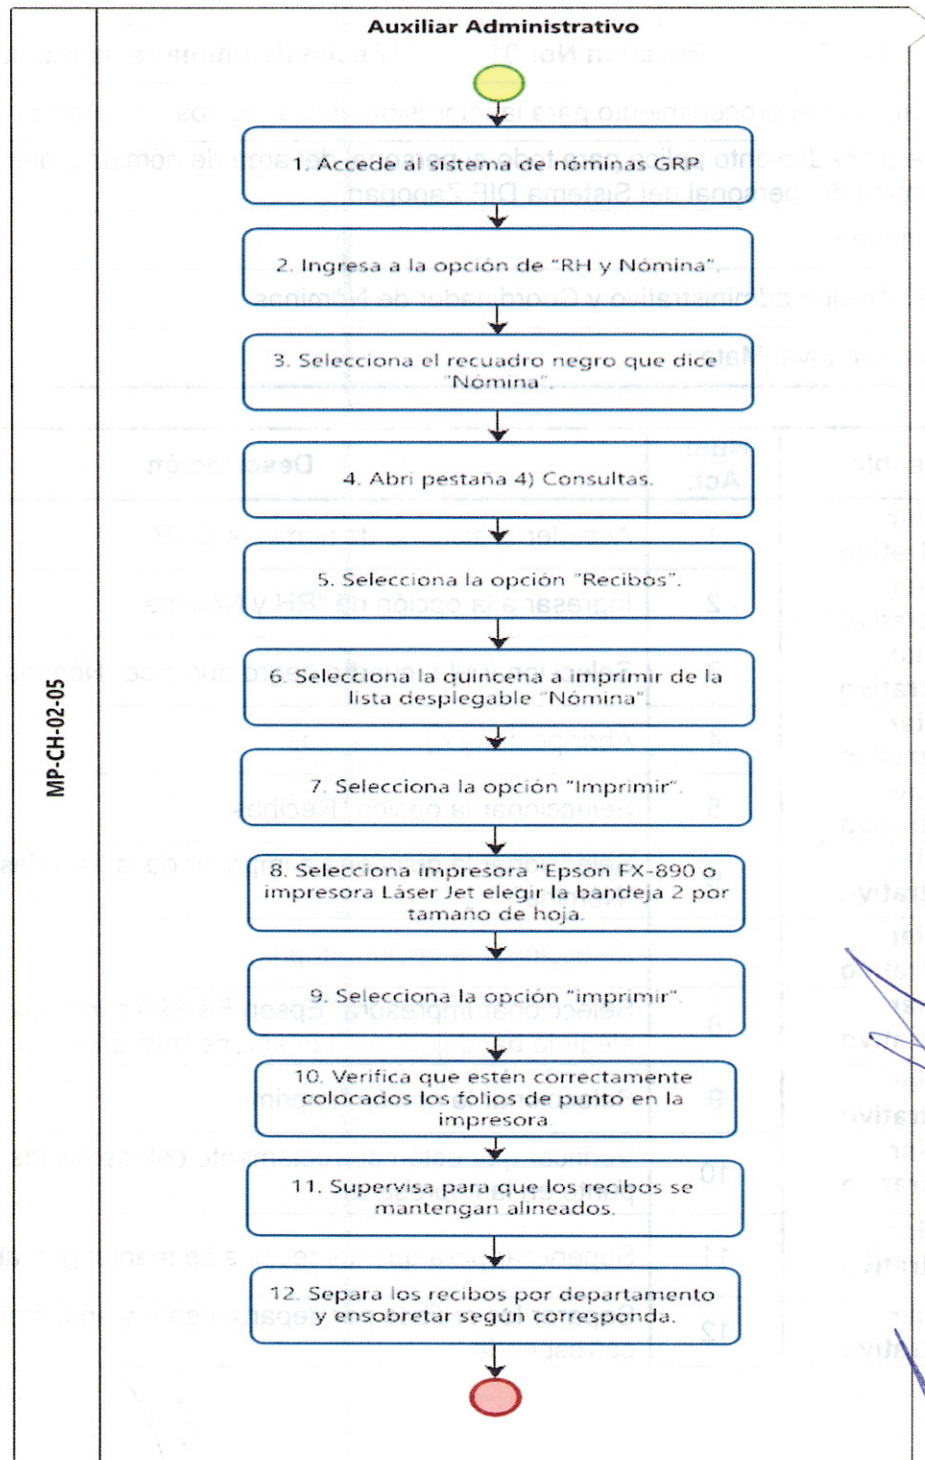 Auxiliar Administrativo
MP-CH-02-05
1. Accede al sistema de nóminas GRP.
2. Ingresa a la opción de "RH y Nómina".
3. Selecciona el recuadro negro que dice
"Nómina".
4. Abri pestaña 4) Consultas.
5. Selecciona la opción "Recibos".
6. Selecciona la quincena a imprimir de la
lista desplegable "Nómina"
7. Selecciona la opción "Imprimir".
8. Selecciona impresora "Epson FX-890 o
impresora Láser Jet elegir la bandeja 2 por
tamaño de hoja.
9. Selecciona la opción "imprimir".
10. Verifica que estén correctamente
colocados los folios de punto en la
impresora.
11. Supervisa para que los recibos se
mantengan alineados.
12. Separa los recibos por departamento
y ensobretar según corresponda.